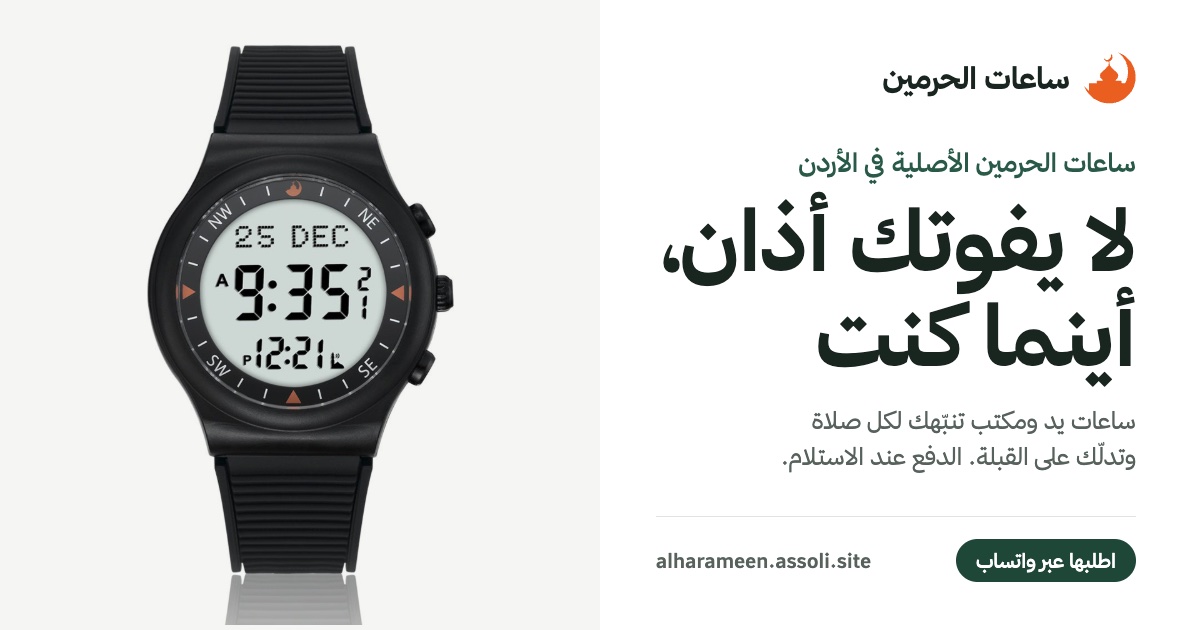 ساعات الحرمين
ساعات الحرمين الأصلية في الأردن
لا يفوتك أذان،
أينما كنت
ساعات يد ومكتب تنبّهك لكل صلاة
وتدلّك على القبلة. الدفع عند الاستلام.
اطلبها عبر واتساب
alharameen.assoli.site
NW NE
25 DEC
A 9:35 21
P 12:21
SW SE